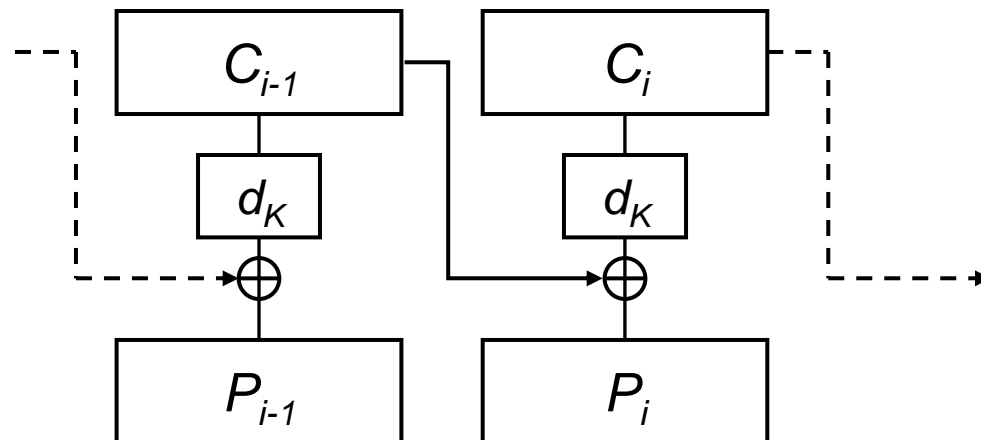 C_{i-1} C_i
d_K d_K
P_{i-1} P_i